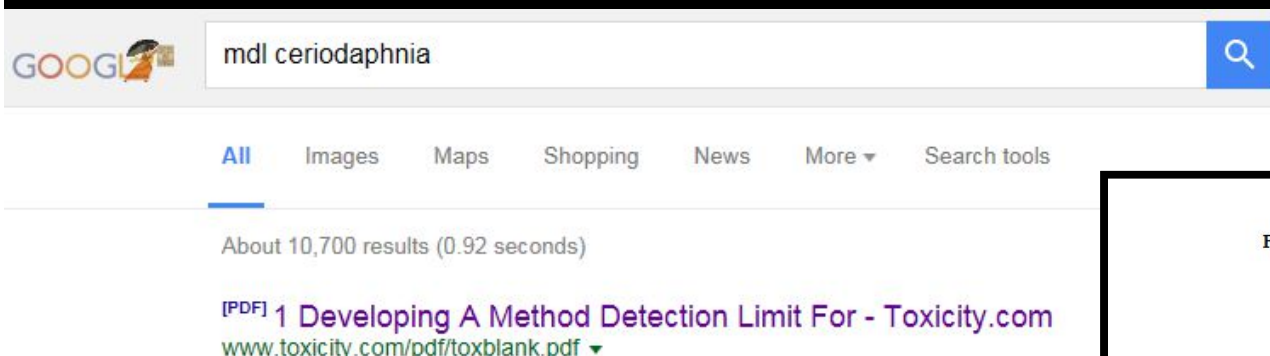 GOOGL
mdl ceriodaphnia
All Images Maps Shopping News More Search tools
About 10,700 results (0.92 seconds)
[PDF] 1 Developing A Method Detection Limit For - Toxicity.com
www.toxicity.com/pdf/toxblank.pdf